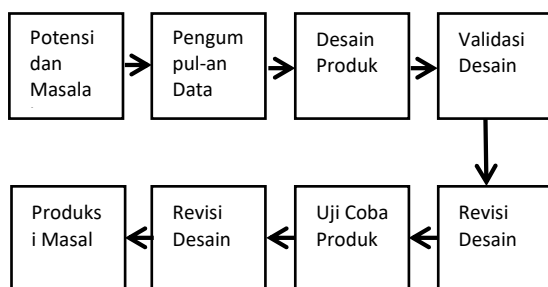 Potensi
dan
Masala
Pengum
pul-an
Data
Desain
Produk
Validasi
Desain
Revisi
Desain
Uji Coba
Produk
Revisi
Desain
Produks
i Masal